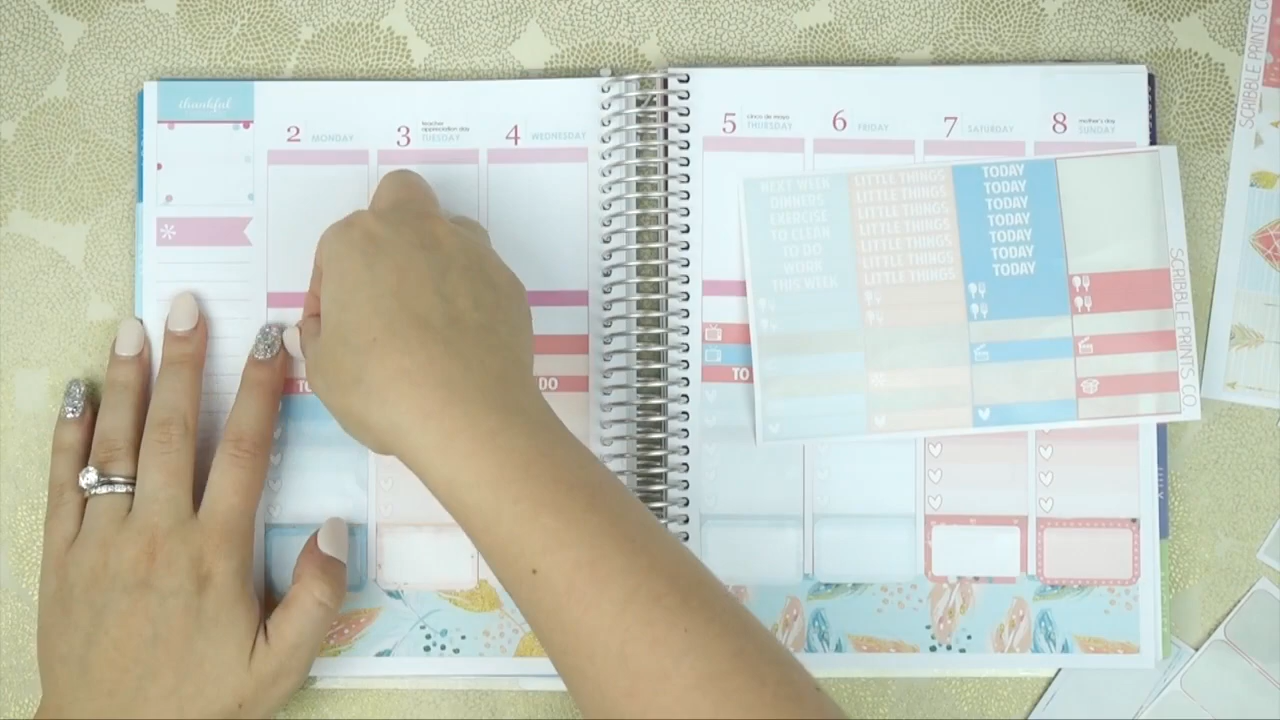 thankful
2 MONDAY
3 teacher appreciation day TUESDAY
4 WEDNESDAY
5 cinco de mayo THURSDAY
6 FRIDAY
7 SATURDAY
8 mother's day SUNDAY
TO
DO
TO
NEXT WEEK
DINNERS
EXERCISE
TO CLEAN
TO DO
WORK
THIS WEEK
LITTLE THINGS
LITTLE THINGS
LITTLE THINGS
LITTLE THINGS
LITTLE THINGS
LITTLE THINGS
LITTLE THINGS
TODAY
TODAY
TODAY
TODAY
TODAY
TODAY
TODAY
SCRIBBLE PRINTS CO
SCRIBBLE PRINTS C